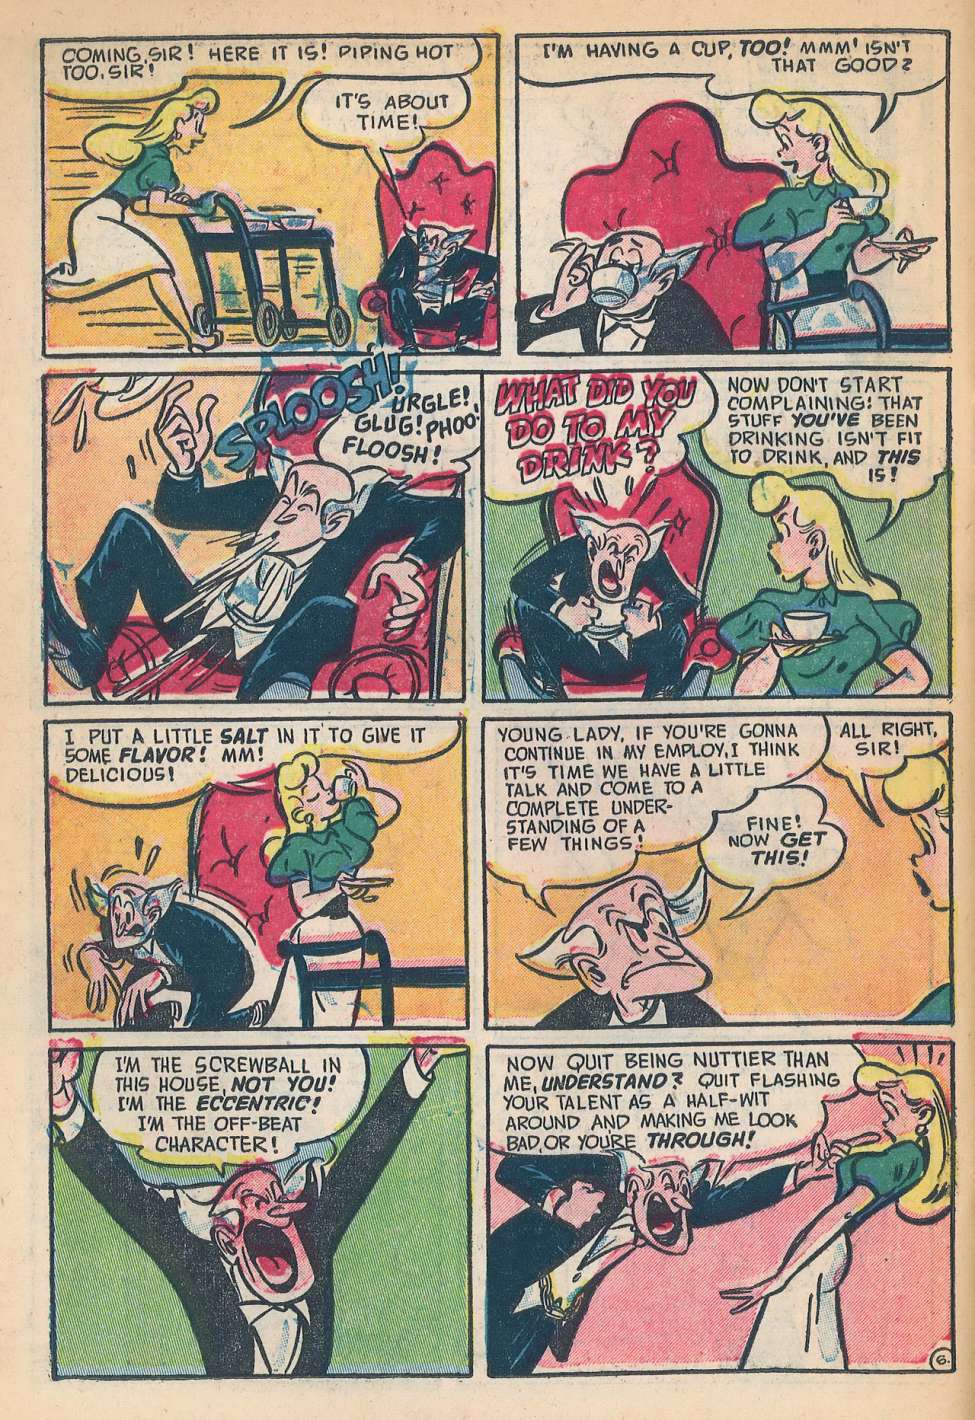 COMING, SIR! HERE IT IS! PIPING HOT
TOO, SIR!
IT'S ABOUT
TIME!
I'M HAVING A CUP, TOO! MMM! ISN'T
THAT GOOD?
SPLOOSH!
URGLE!
GLUG! PHOO-
FLOOSH!
WHAT DID YOU
DO TO MY
DRINK?
NOW DON'T START
COMPLAINING! THAT
STUFF YOU'VE BEEN
DRINKING ISN'T FIT
TO DRINK, AND THIS
IS!
I PUT A LITTLE SALT IN IT TO GIVE IT
SOME FLAVOR! MM!
DELICIOUS!
YOUNG LADY, IF YOU'RE GONNA
CONTINUE IN MY EMPLOY, I THINK
IT'S TIME WE HAVE A LITTLE
TALK AND COME TO A
COMPLETE UNDER-
STANDING OF A
FEW THINGS!
ALL RIGHT,
SIR!
FINE!
NOW GET
THIS!
I'M THE SCREWBALL IN
THIS HOUSE, NOT YOU!
I'M THE ECCENTRIC!
I'M THE OFF-BEAT
CHARACTER!
NOW QUIT BEING NUTTIER THAN
ME, UNDERSTAND? QUIT FLASHING
YOUR TALENT AS A HALF-WIT
AROUND AND MAKING ME LOOK
BAD, OR YOU'RE THROUGH!
6.